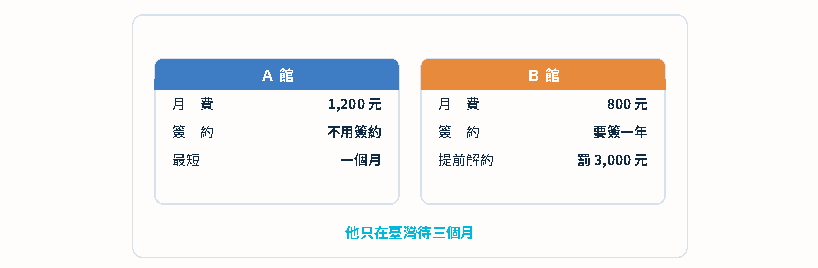 A 館
月 費 1,200 元
簽 約 不用簽約
最短 一個月
B 館
月 費 800 元
簽 約 要簽一年
提前解約 罰 3,000 元
他只在臺灣待三個月